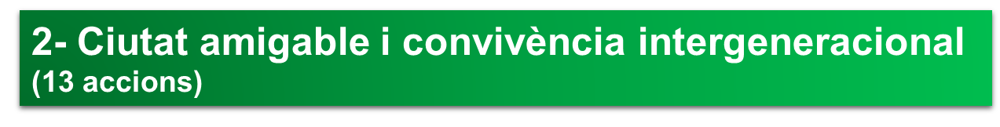 2- Ciutat amigable i convivència intergeneracional
(13 accions)